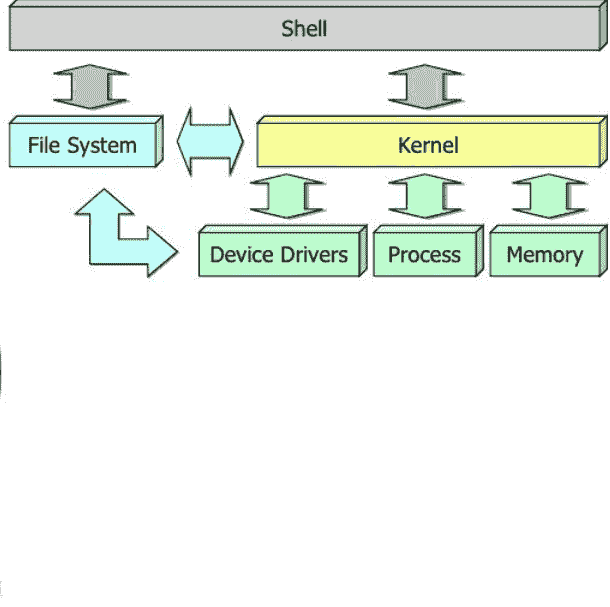 Shell
File System
Kernel
Device Drivers
Process
Memory